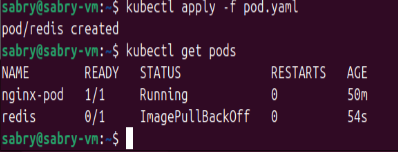 sabry@sabry-vm:~$ kubectl apply -f pod.yaml
pod/redis created
sabry@sabry-vm:~$ kubectl get pods
NAME READY STATUS RESTARTS AGE
nginx-pod 1/1 Running 0 50m
redis 0/1 ImagePullBackOff 0 54s
sabry@sabry-vm:~$